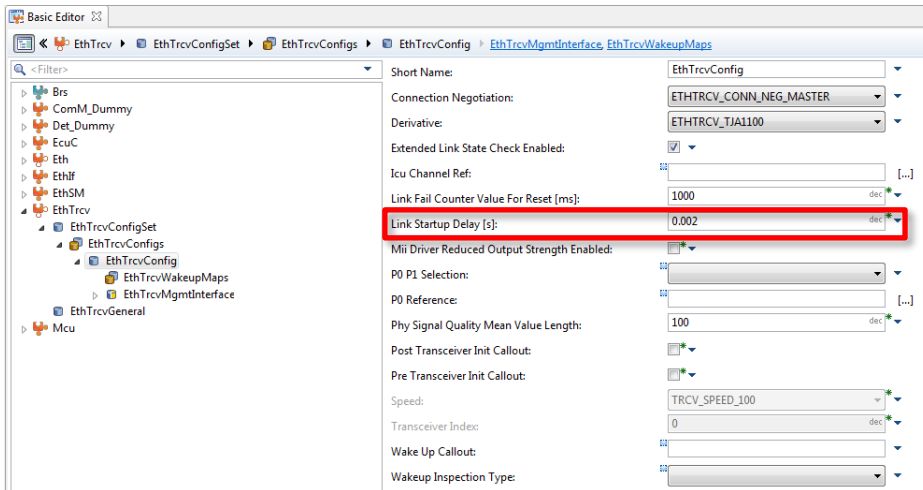 Basic Editor
EthTrcv EthTrcvConfigSet EthTrcvConfigs EthTrcvConfig EthTrcvMgmtInterface, EthTrcvWakeupMaps
<Filter>
Brs
ComM_Dummy
Det_Dummy
EcuC
Eth
EthIf
EthSM
EthTrcv
EthTrcvConfigSet
EthTrcvConfigs
EthTrcvConfig
EthTrcvWakeupMaps
EthTrcvMgmtInterface
EthTrcvGeneral
Mcu
Short Name: EthTrcvConfig
Connection Negotiation: ETHTRCV_CONN_NEG_MASTER
Derivative: ETHTRCV_TJA1100
Extended Link State Check Enabled:
Icu Channel Ref: [...]
Link Fail Counter Value For Reset [ms]: 1000 dec
Link Startup Delay [s]: 0.002 dec
Mii Driver Reduced Output Strength Enabled:
P0 P1 Selection:
P0 Reference: [...]
Phy Signal Quality Mean Value Length: 100 dec
Post Transceiver Init Callout:
Pre Transceiver Init Callout:
Speed: TRCV_SPEED_100
Transceiver Index: 0 dec
Wake Up Callout:
Wakeup Inspection Type: